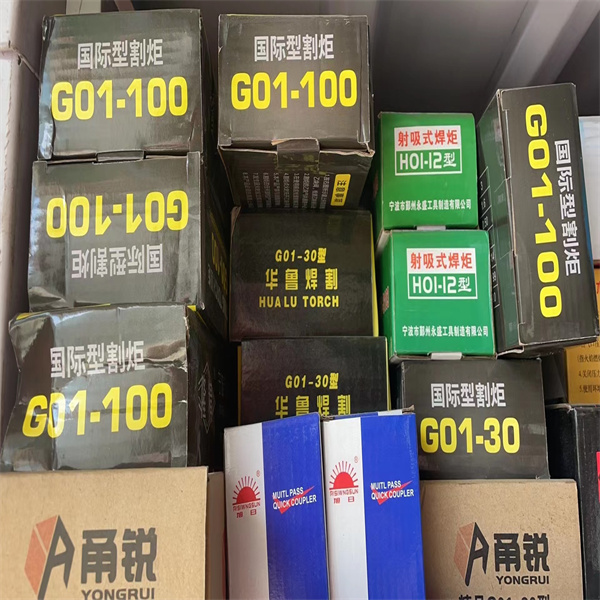 国际型割炬
G01-100
国际型割炬
G01-100
射吸式焊炬
H01-12型
宁波市鄞州永盛工具制造有限公司
国际型割炬
G01-100
国际型割炬
G01-100
G01-30型
华鲁焊割
HUALU TORCH
射吸式焊炬
H01-12型
宁波市鄞州永盛工具制造有限公司
国际型割炬
G01-100
G01-30型
华鲁焊割
国际型割炬
G01-30
旭日
MUITL PASS
QUICK COUPLER
旭日
MUITL PASS
QUICK COUPLER
甬锐
YONGRUI
甬锐
YONGRUI